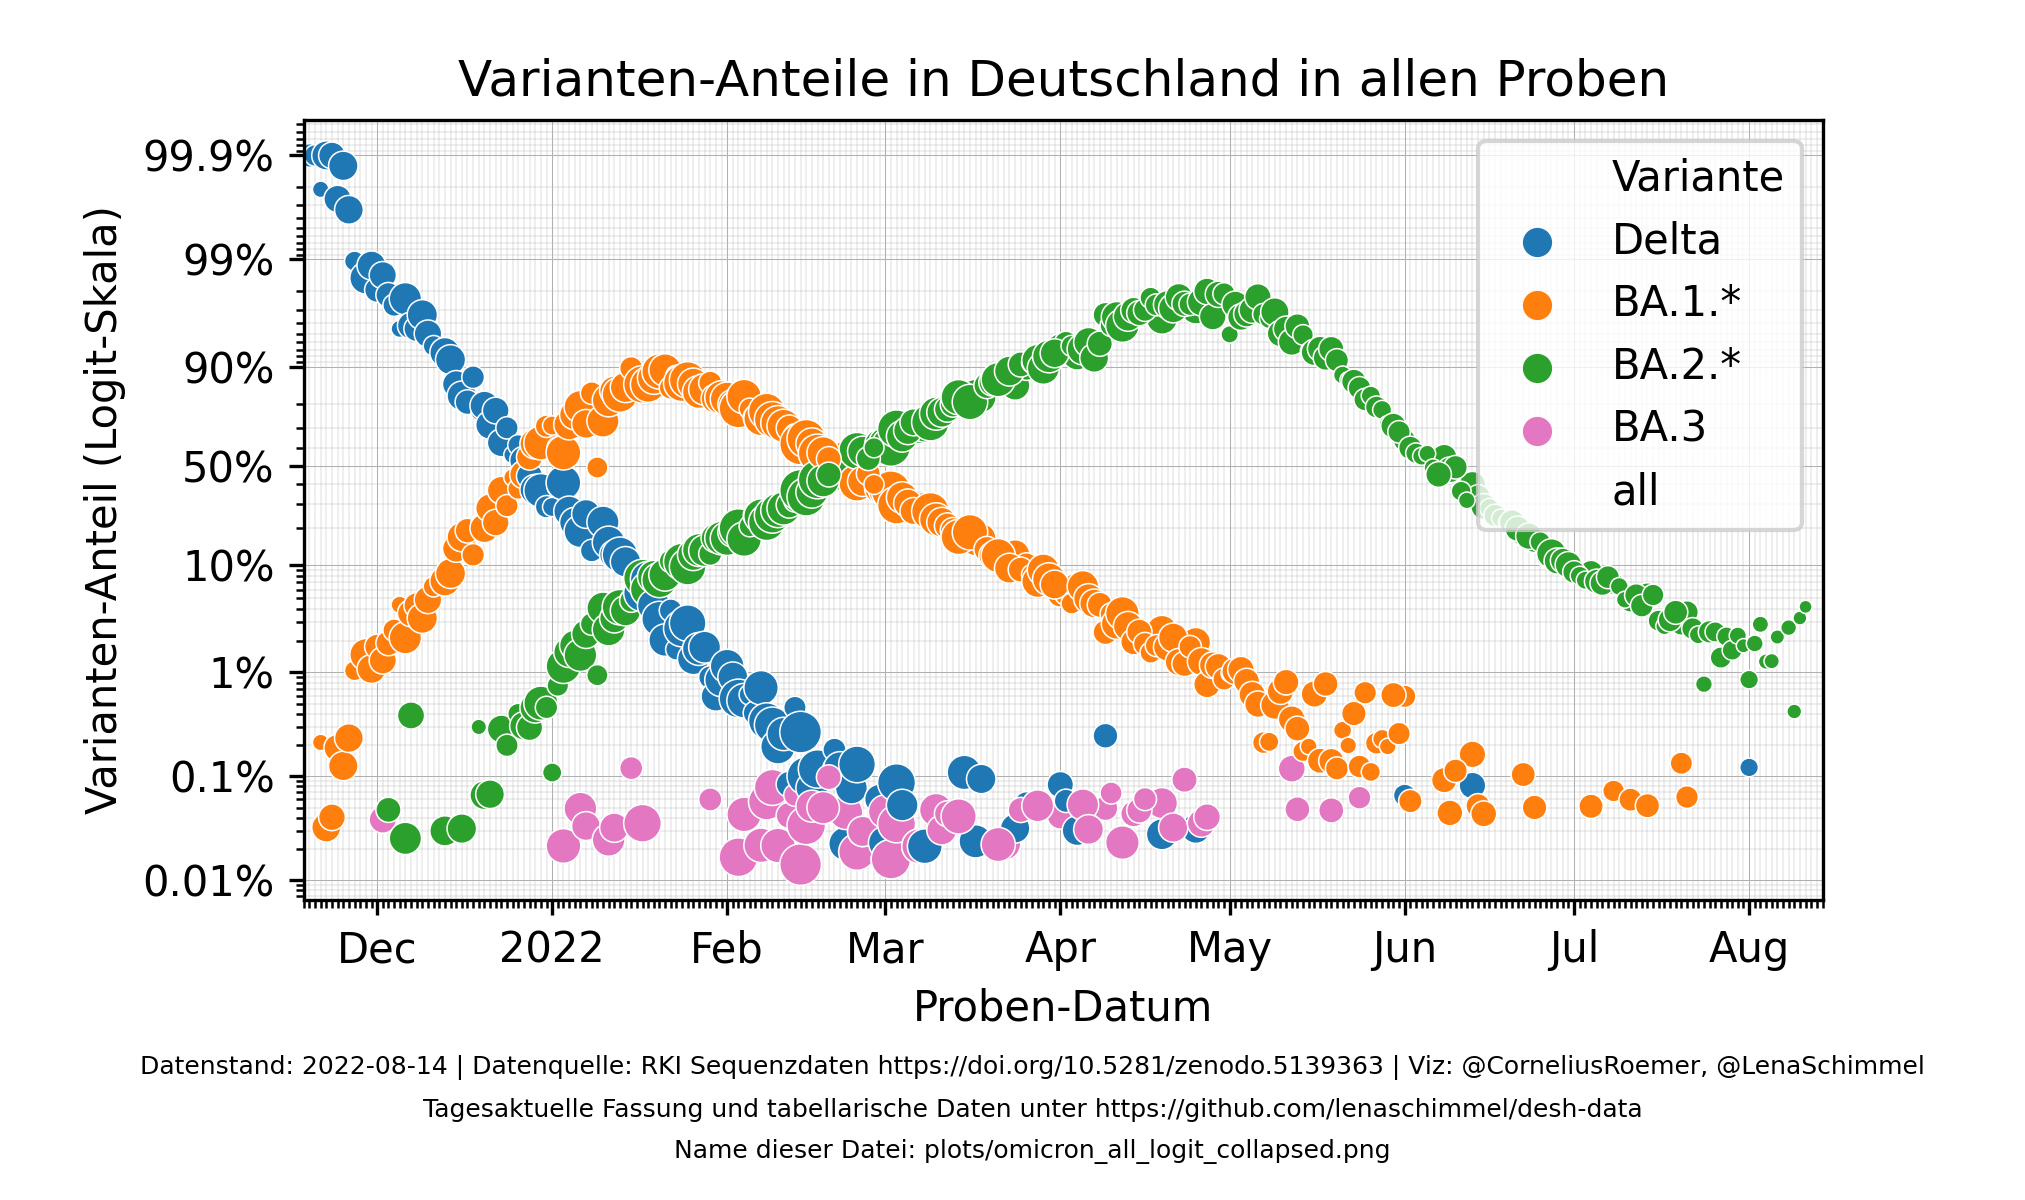 Varianten-Anteile in Deutschland in allen Proben
Varianten-Anteil (Logit-Skala)
99.9%
99%
90%
50%
10%
1%
0.1%
0.01%
Variante
Delta
BA.1.*
BA.2.*
BA.3
all
Dec 2022 Feb Mar Apr May Jun Jul Aug
Proben-Datum
Datenstand: 2022-08-14 | Datenquelle: RKI Sequenzdaten https://doi.org/10.5281/zenodo.5139363 | Viz: @CorneliusRoemer, @LenaSchimmel
Tagesaktuelle Fassung und tabellarische Daten unter https://github.com/lenaschimmel/desh-data
Name dieser Datei: plots/omicron_all_logit_collapsed.png